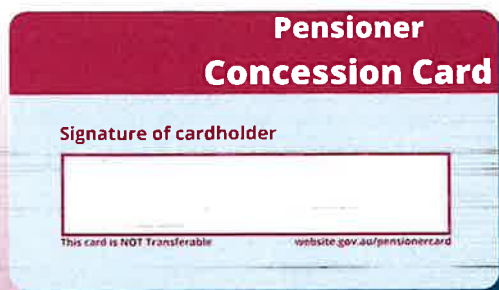 Pensioner
Concession Card
Signature of cardholder
This card is NOT Transferable website.gov.au/pensionercard